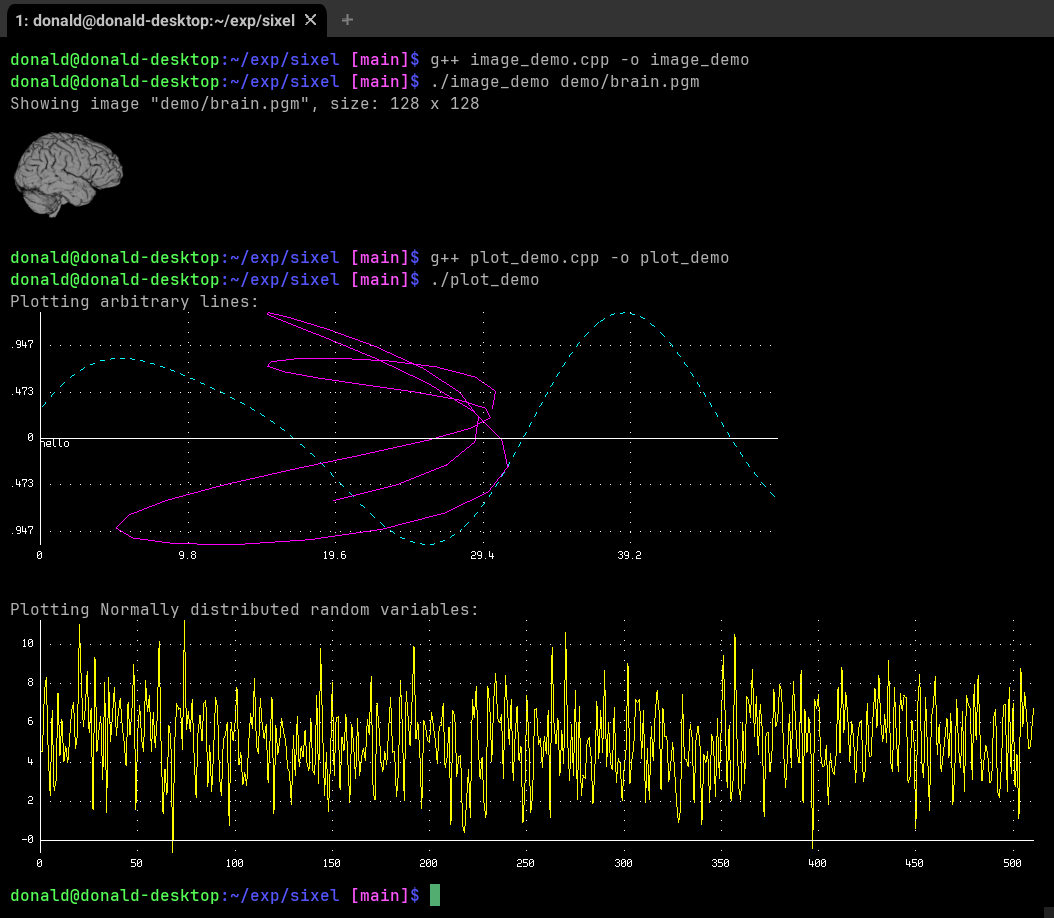 1: donald@donald-desktop:~/exp/sixel ✕ +
donald@donald-desktop:~/exp/sixel [main]$ g++ image_demo.cpp -o image_demo
donald@donald-desktop:~/exp/sixel [main]$ ./image_demo demo/brain.pgm
Showing image "demo/brain.pgm", size: 128 x 128
donald@donald-desktop:~/exp/sixel [main]$ g++ plot_demo.cpp -o plot_demo
donald@donald-desktop:~/exp/sixel [main]$ ./plot_demo
Plotting arbitrary lines:
.947
.473
0
hello
.473
.947
0 9.8 19.6 29.4 39.2
Plotting Normally distributed random variables:
10
8
6
4
2
-0
0 50 100 150 200 250 300 350 400 450 500
donald@donald-desktop:~/exp/sixel [main]$